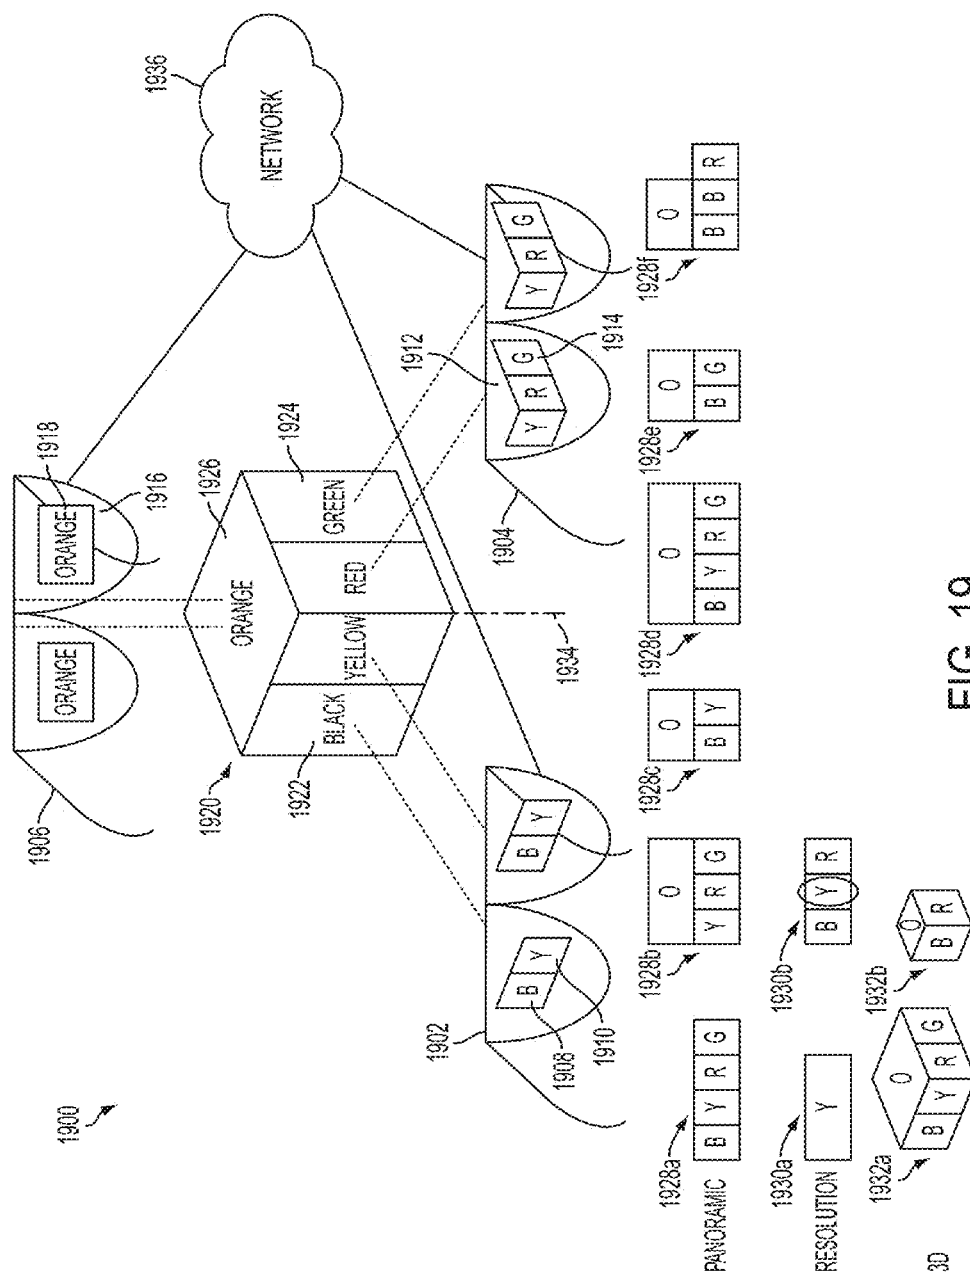 1900
1906
ORANGE
ORANGE
1918
1916
1936
NETWORK
1920
1926
ORANGE
1922
BLACK
YELLOW
RED
GREEN
1924
1934
1902
B Y
1908
1910
B Y
1904
1912
Y R G
1914
Y R G
PANORAMIC
1928a
B Y R G
1928b
O
Y R G
1928c
O
B Y
1928d
O
B Y R G
1928e
O
B G
1928f
O
B B R
RESOLUTION
1930a
Y
1930b
B Y R
3D
1932a
O
B Y R G
1932b
O
B R
FIG. 19